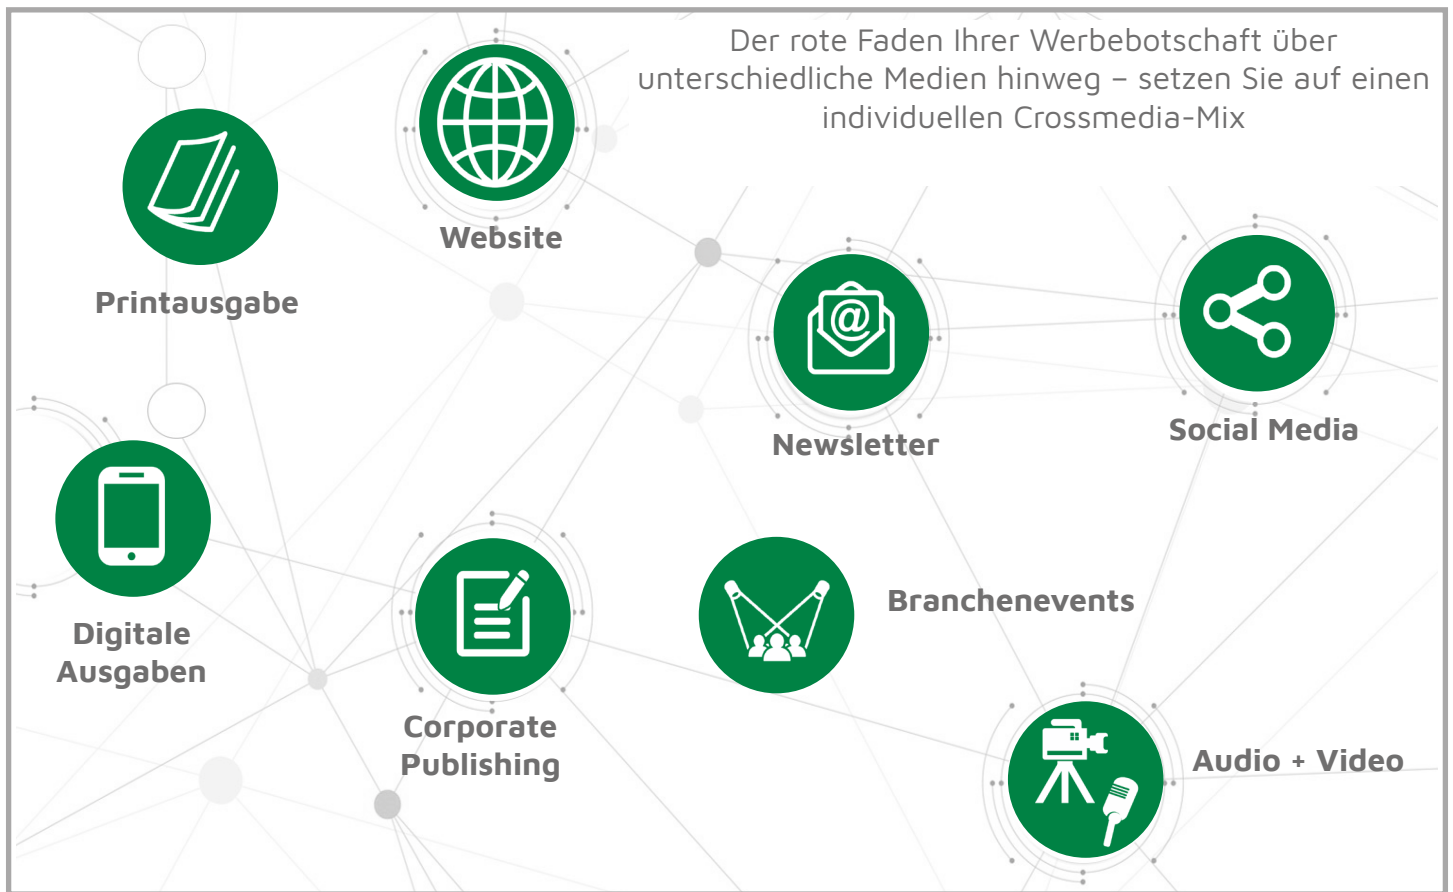 Der rote Faden Ihrer Werbebotschaft über
unterschiedliche Medien hinweg – setzen Sie auf einen
individuellen Crossmedia-Mix
Website
Printausgabe
@
Newsletter
Social Media
Digitale
Ausgaben
Branchenevents
Corporate
Publishing
Audio + Video